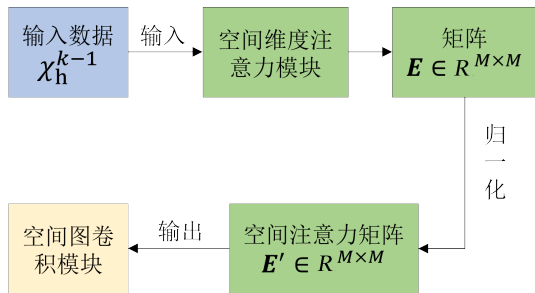 输入数据
χ_h^{k−1}
输入
空间维度注
意力模块
矩阵
E ∈ R^{M×M}
归一化
空间注意力矩阵
E′ ∈ R^{M×M}
输出
空间图卷
积模块